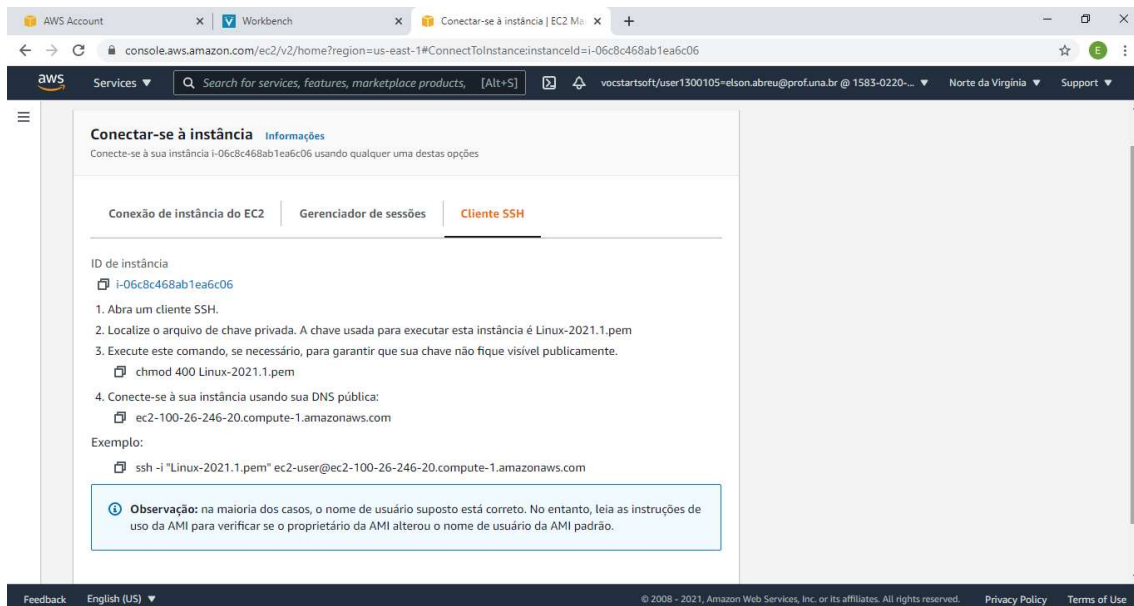 AWS Account
Workbench
Conectar-se à instância | EC2 Ma
console.aws.amazon.com/ec2/v2/home?region=us-east-1#ConnectToInstance:instanceId=i-06c8c468ab1ea6c06
E
aws
Services ▼
Search for services, features, marketplace products, [Alt+S]
vocstartsoft/user1300105=elson.abreu@prof.una.br @ 1583-0220-... ▼
Norte da Virgínia ▼
Support ▼
Conectar-se à instância Informações
Conecte-se à sua instância i-06c8c468ab1ea6c06 usando qualquer uma destas opções
Conexão de instância do EC2
Gerenciador de sessões
Cliente SSH
ID de instância
i-06c8c468ab1ea6c06
1. Abra um cliente SSH.
2. Localize o arquivo de chave privada. A chave usada para executar esta instância é Linux-2021.1.pem
3. Execute este comando, se necessário, para garantir que sua chave não fique visível publicamente.
chmod 400 Linux-2021.1.pem
4. Conecte-se à sua instância usando sua DNS pública:
ec2-100-26-246-20.compute-1.amazonaws.com
Exemplo:
ssh -i "Linux-2021.1.pem" ec2-user@ec2-100-26-246-20.compute-1.amazonaws.com
Observação: na maioria dos casos, o nome de usuário suposto está correto. No entanto, leia as instruções de
uso da AMI para verificar se o proprietário da AMI alterou o nome de usuário da AMI padrão.
Feedback
English (US) ▼
© 2008 - 2021, Amazon Web Services, Inc. or its affiliates. All rights reserved.
Privacy Policy
Terms of Use